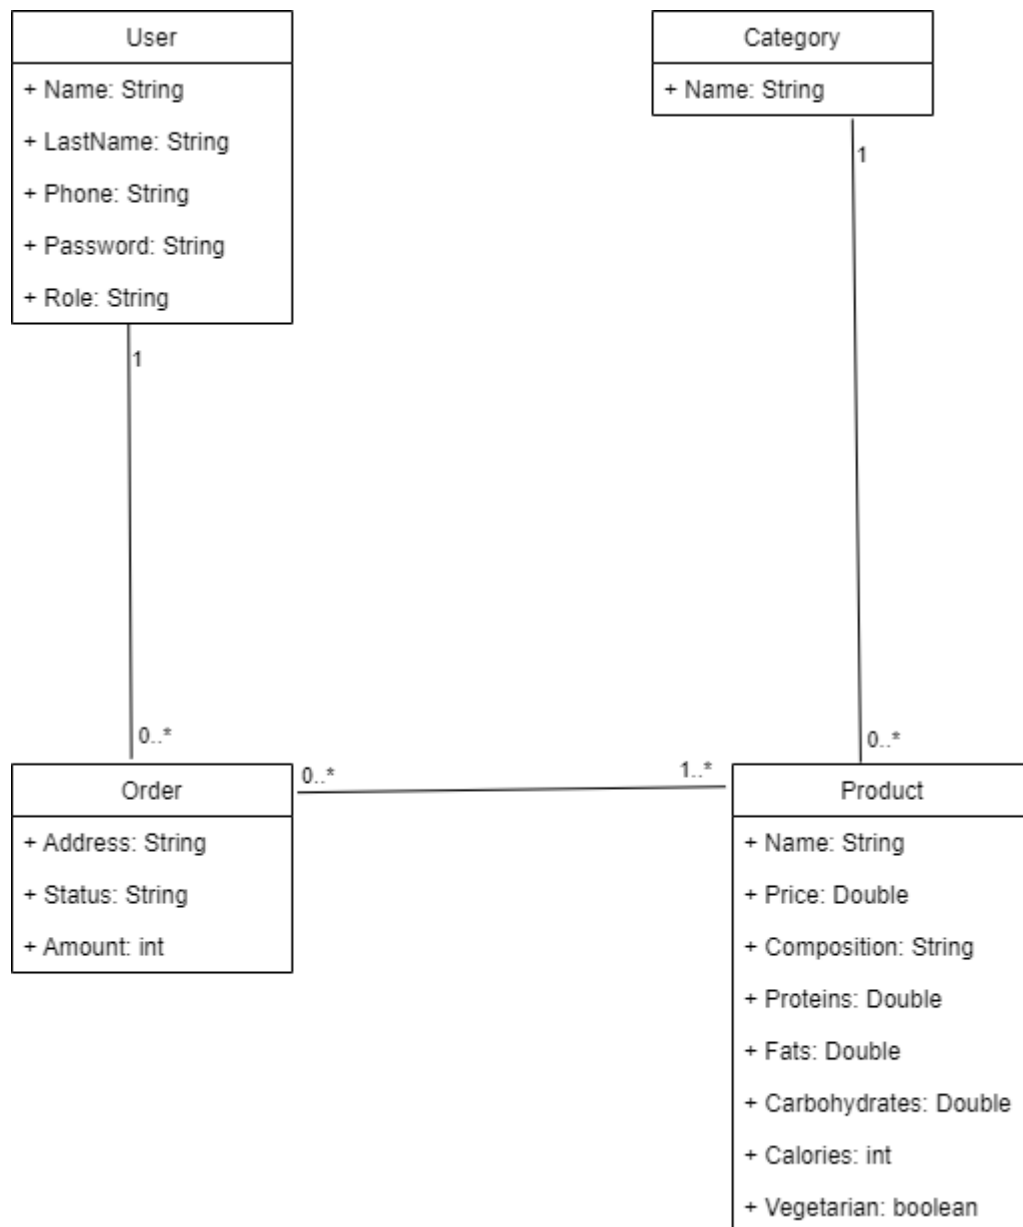 User
+ Name: String
+ LastName: String
+ Phone: String
+ Password: String
+ Role: String
1
Category
+ Name: String
1
0..*
Order
+ Address: String
+ Status: String
+ Amount: int
0..*
1..*
0..*
Product
+ Name: String
+ Price: Double
+ Composition: String
+ Proteins: Double
+ Fats: Double
+ Carbohydrates: Double
+ Calories: int
+ Vegetarian: boolean